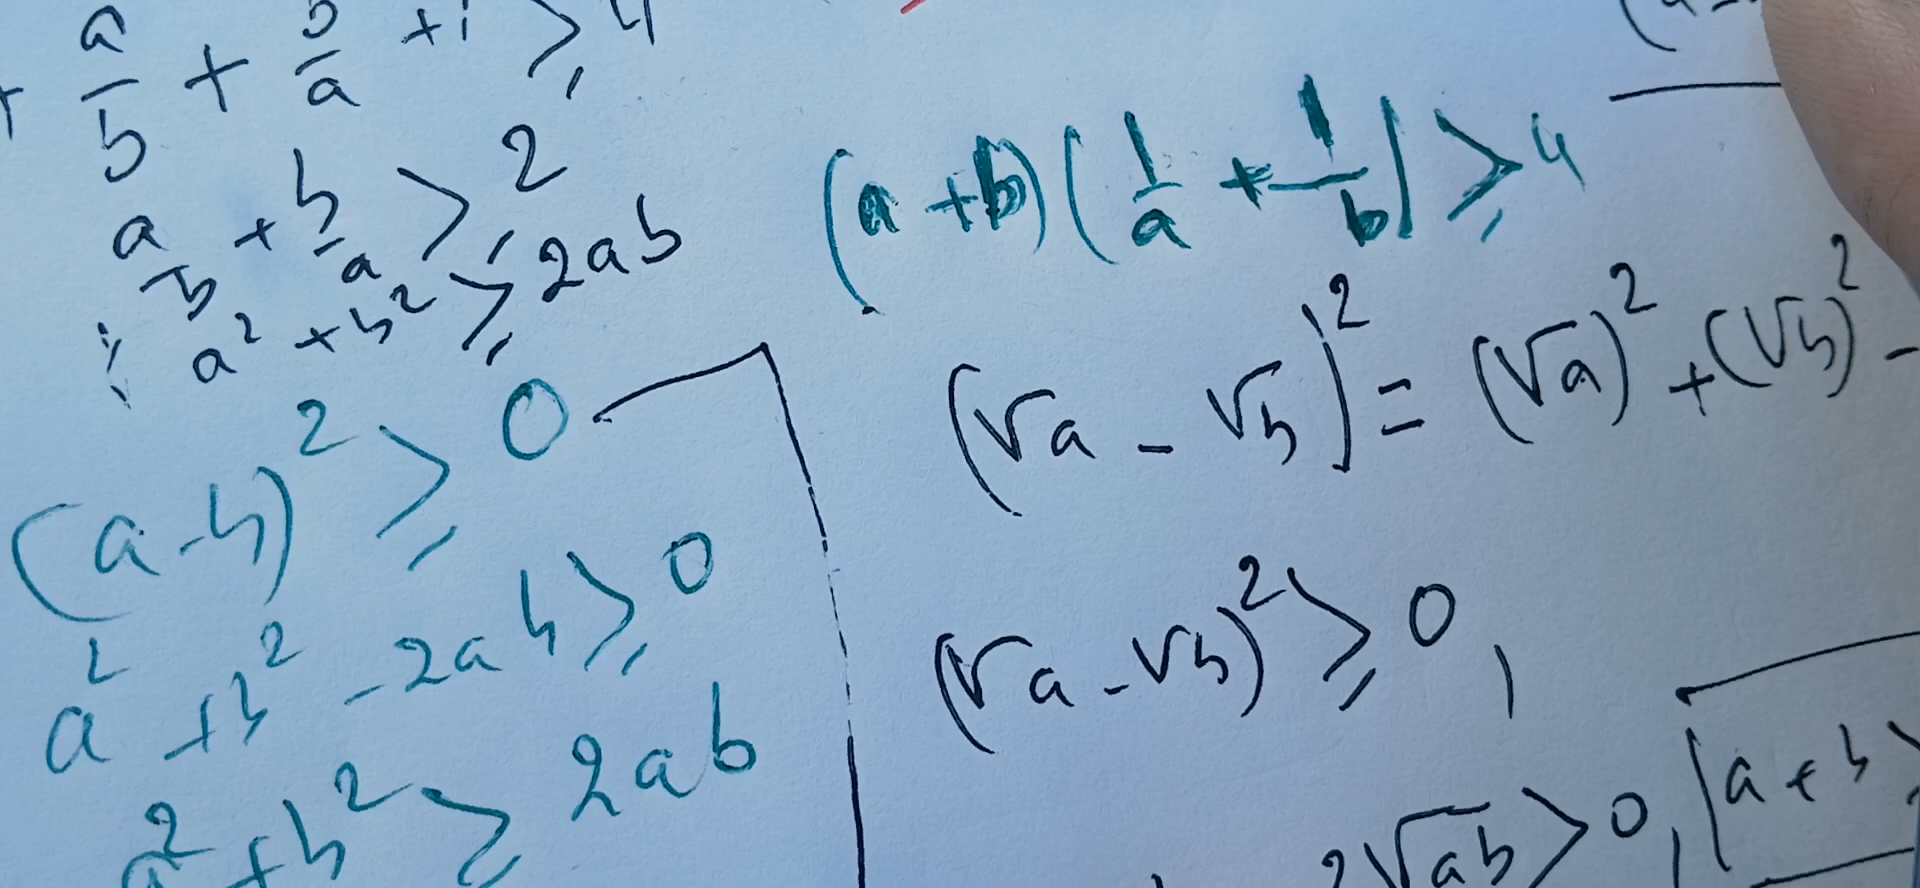 + a/b + b/a + 1 ⩾ 4
a/b + b/a ⩾ 2
a² + b² ⩾ 2ab
(a - b)² ⩾ 0
a² + b² - 2ab ⩾ 0
a² + b² ⩾ 2ab
(a + b)(1/a + 1/b) ⩾ 4
(√a - √b)² = (√a)² + (√b)² -
(√a - √b)² ⩾ 0,
2√ab ⩾ 0, a + b ⩾